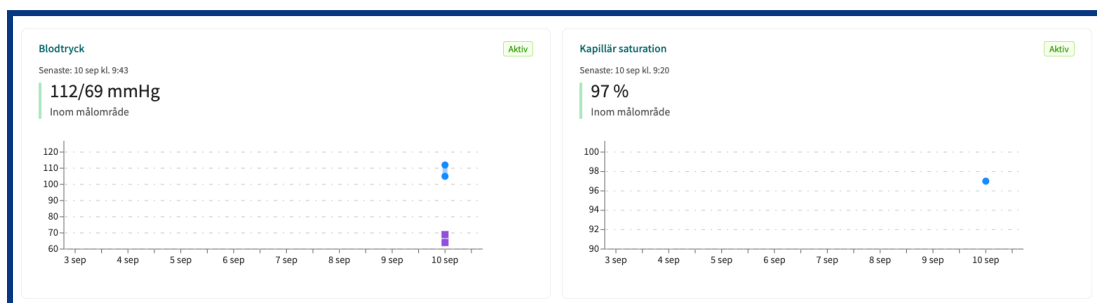 Blodtryck
Aktiv
Senaste: 10 sep kl. 9:43
112/69 mmHg
Inom målområde
120
110
100
90
80
70
60
3 sep 4 sep 5 sep 6 sep 7 sep 8 sep 9 sep 10 sep
Kapillär saturation
Aktiv
Senaste: 10 sep kl. 9:20
97 %
Inom målområde
100
98
96
94
92
90
3 sep 4 sep 5 sep 6 sep 7 sep 8 sep 9 sep 10 sep